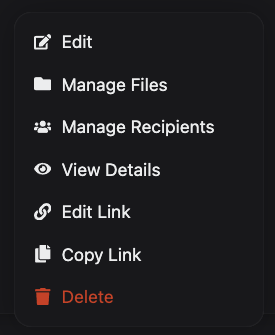 Edit
Manage Files
Manage Recipients
View Details
Edit Link
Copy Link
Delete